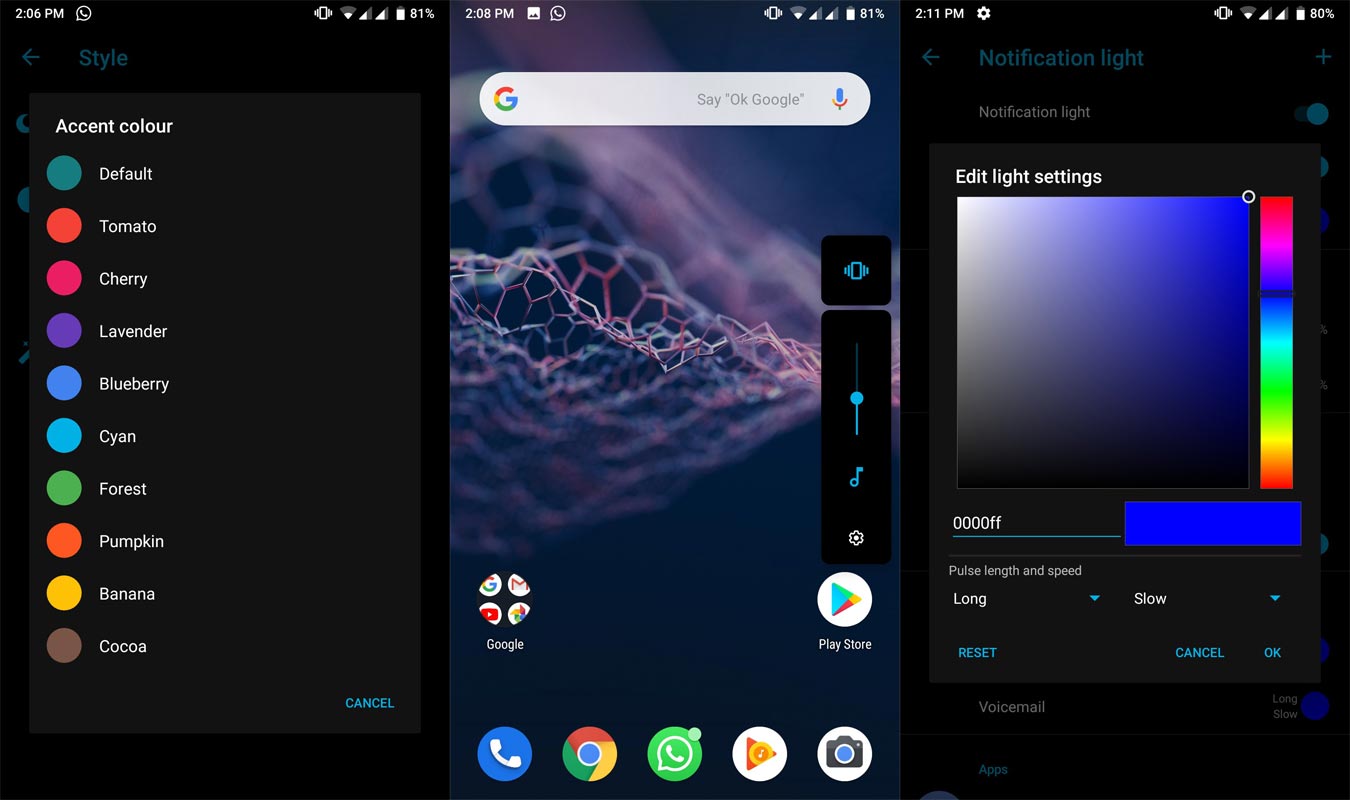 2:06 PM
81%
Style
Accent colour
Default
Tomato
Cherry
Lavender
Blueberry
Cyan
Forest
Pumpkin
Banana
Cocoa
CANCEL
2:08 PM
81%
Say "Ok Google"
Google
Play Store
2:11 PM
80%
Notification light
Notification light
Edit light settings
%
%
0000ff
Pulse length and speed
Long
Slow
RESET
CANCEL
OK
Voicemail
Long
Slow
Apps